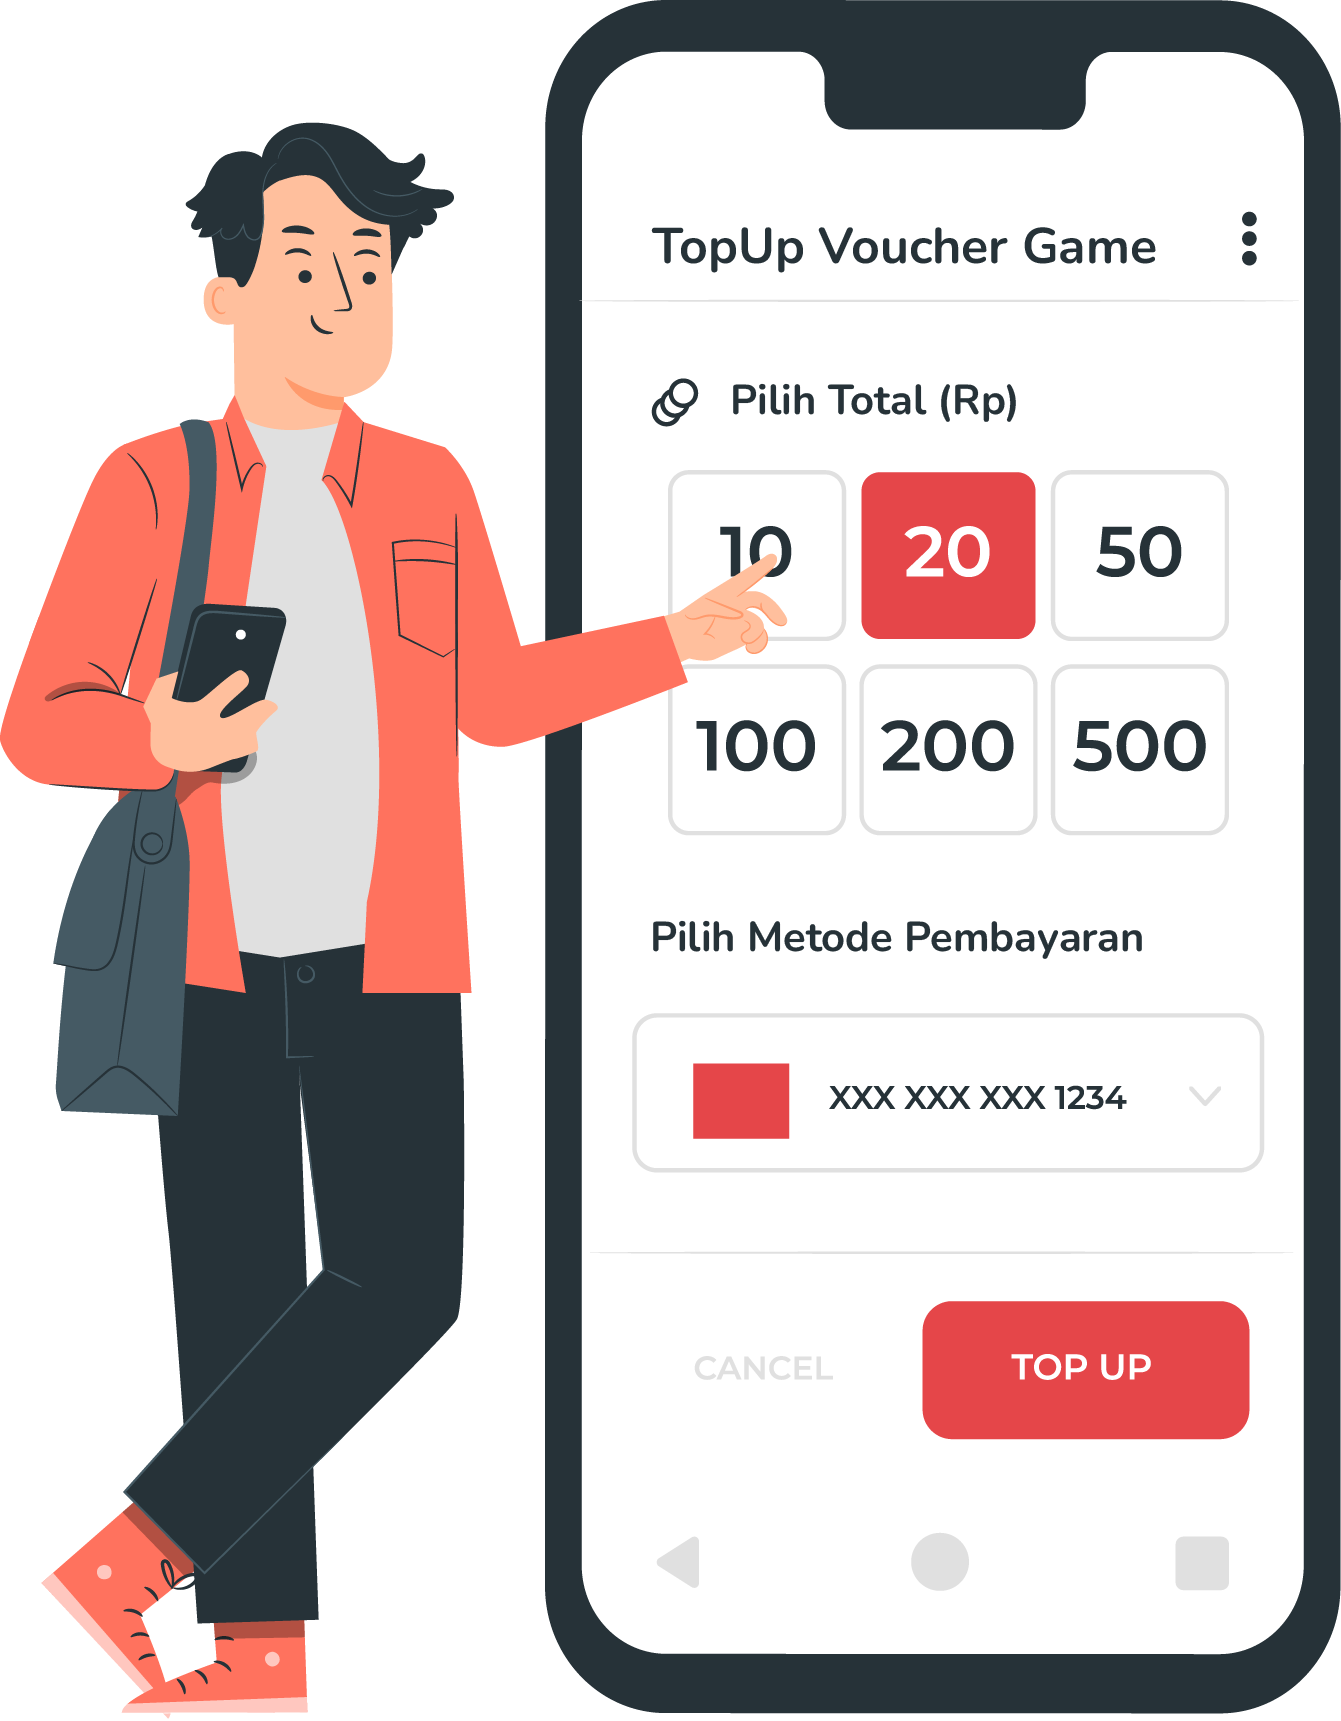 TopUp Voucher Game
Pilih Total (Rp)
10 20 50
100 200 500
Pilih Metode Pembayaran
XXX XXX XXX 1234
CANCEL TOP UP